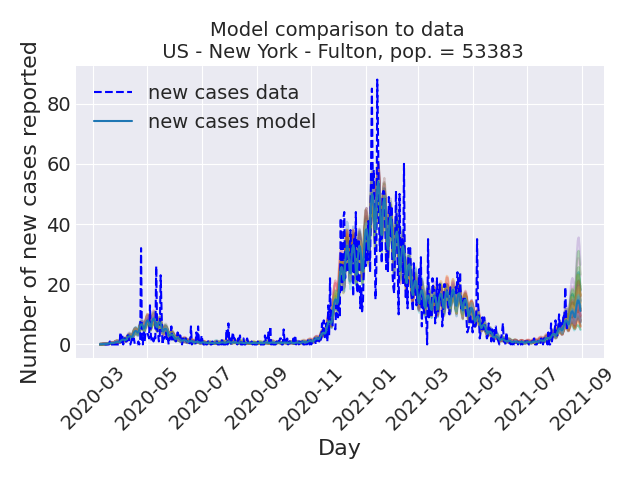 Model comparison to data
US - New York - Fulton, pop. = 53383
Number of new cases reported
new cases data
new cases model
80
60
40
20
0
2020-03
2020-05
2020-07
2020-09
2020-11
2021-01
2021-03
2021-05
2021-07
2021-09
Day